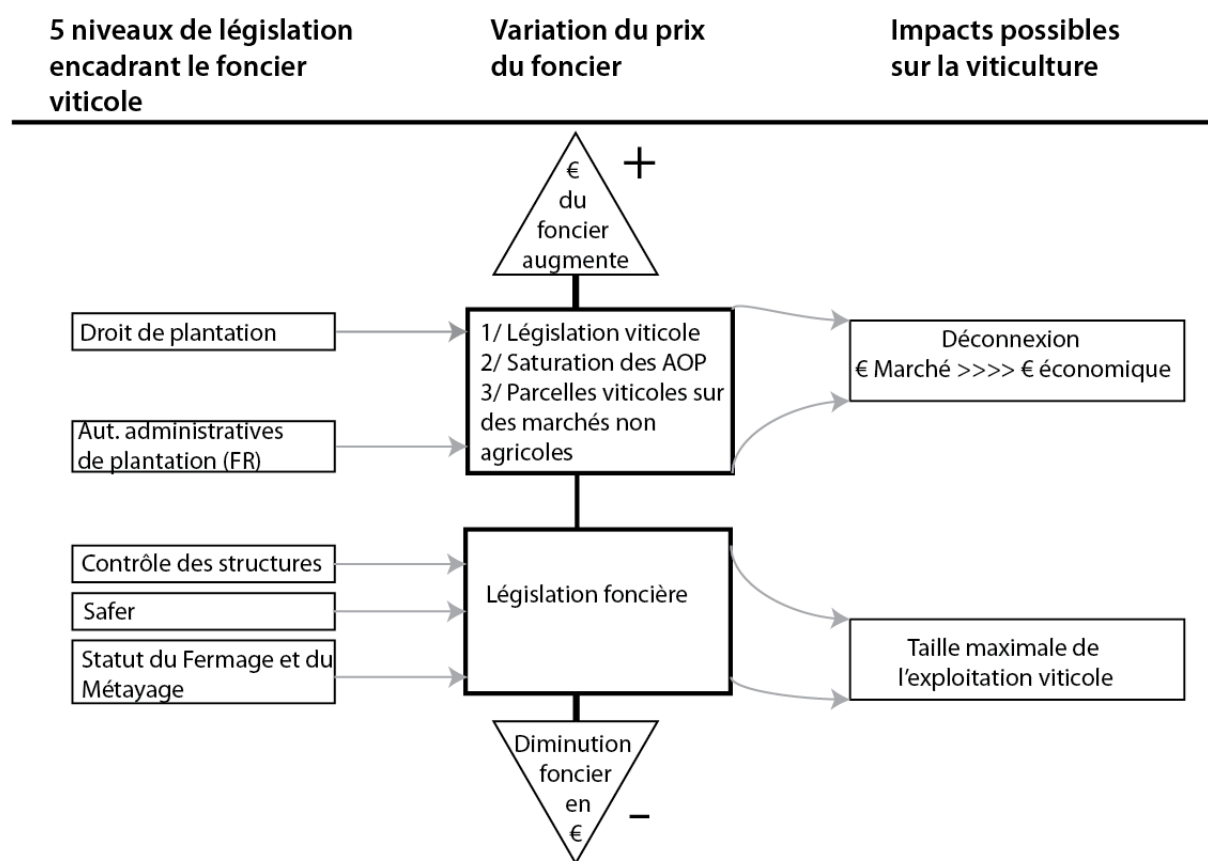 5 niveaux de législation
encadrant le foncier
viticole
Variation du prix
du foncier
Impacts possibles
sur la viticulture
€
du
foncier
augmente
+
Droit de plantation
Aut. administratives
de plantation (FR)
1/ Législation viticole
2/ Saturation des AOP
3/ Parcelles viticoles sur
des marchés non
agricoles
Déconnexion
€ Marché >>>> € économique
Contrôle des structures
Safer
Statut du Fermage et du
Métayage
Législation foncière
Taille maximale de
l'exploitation viticole
Diminution
foncier
en
€
–